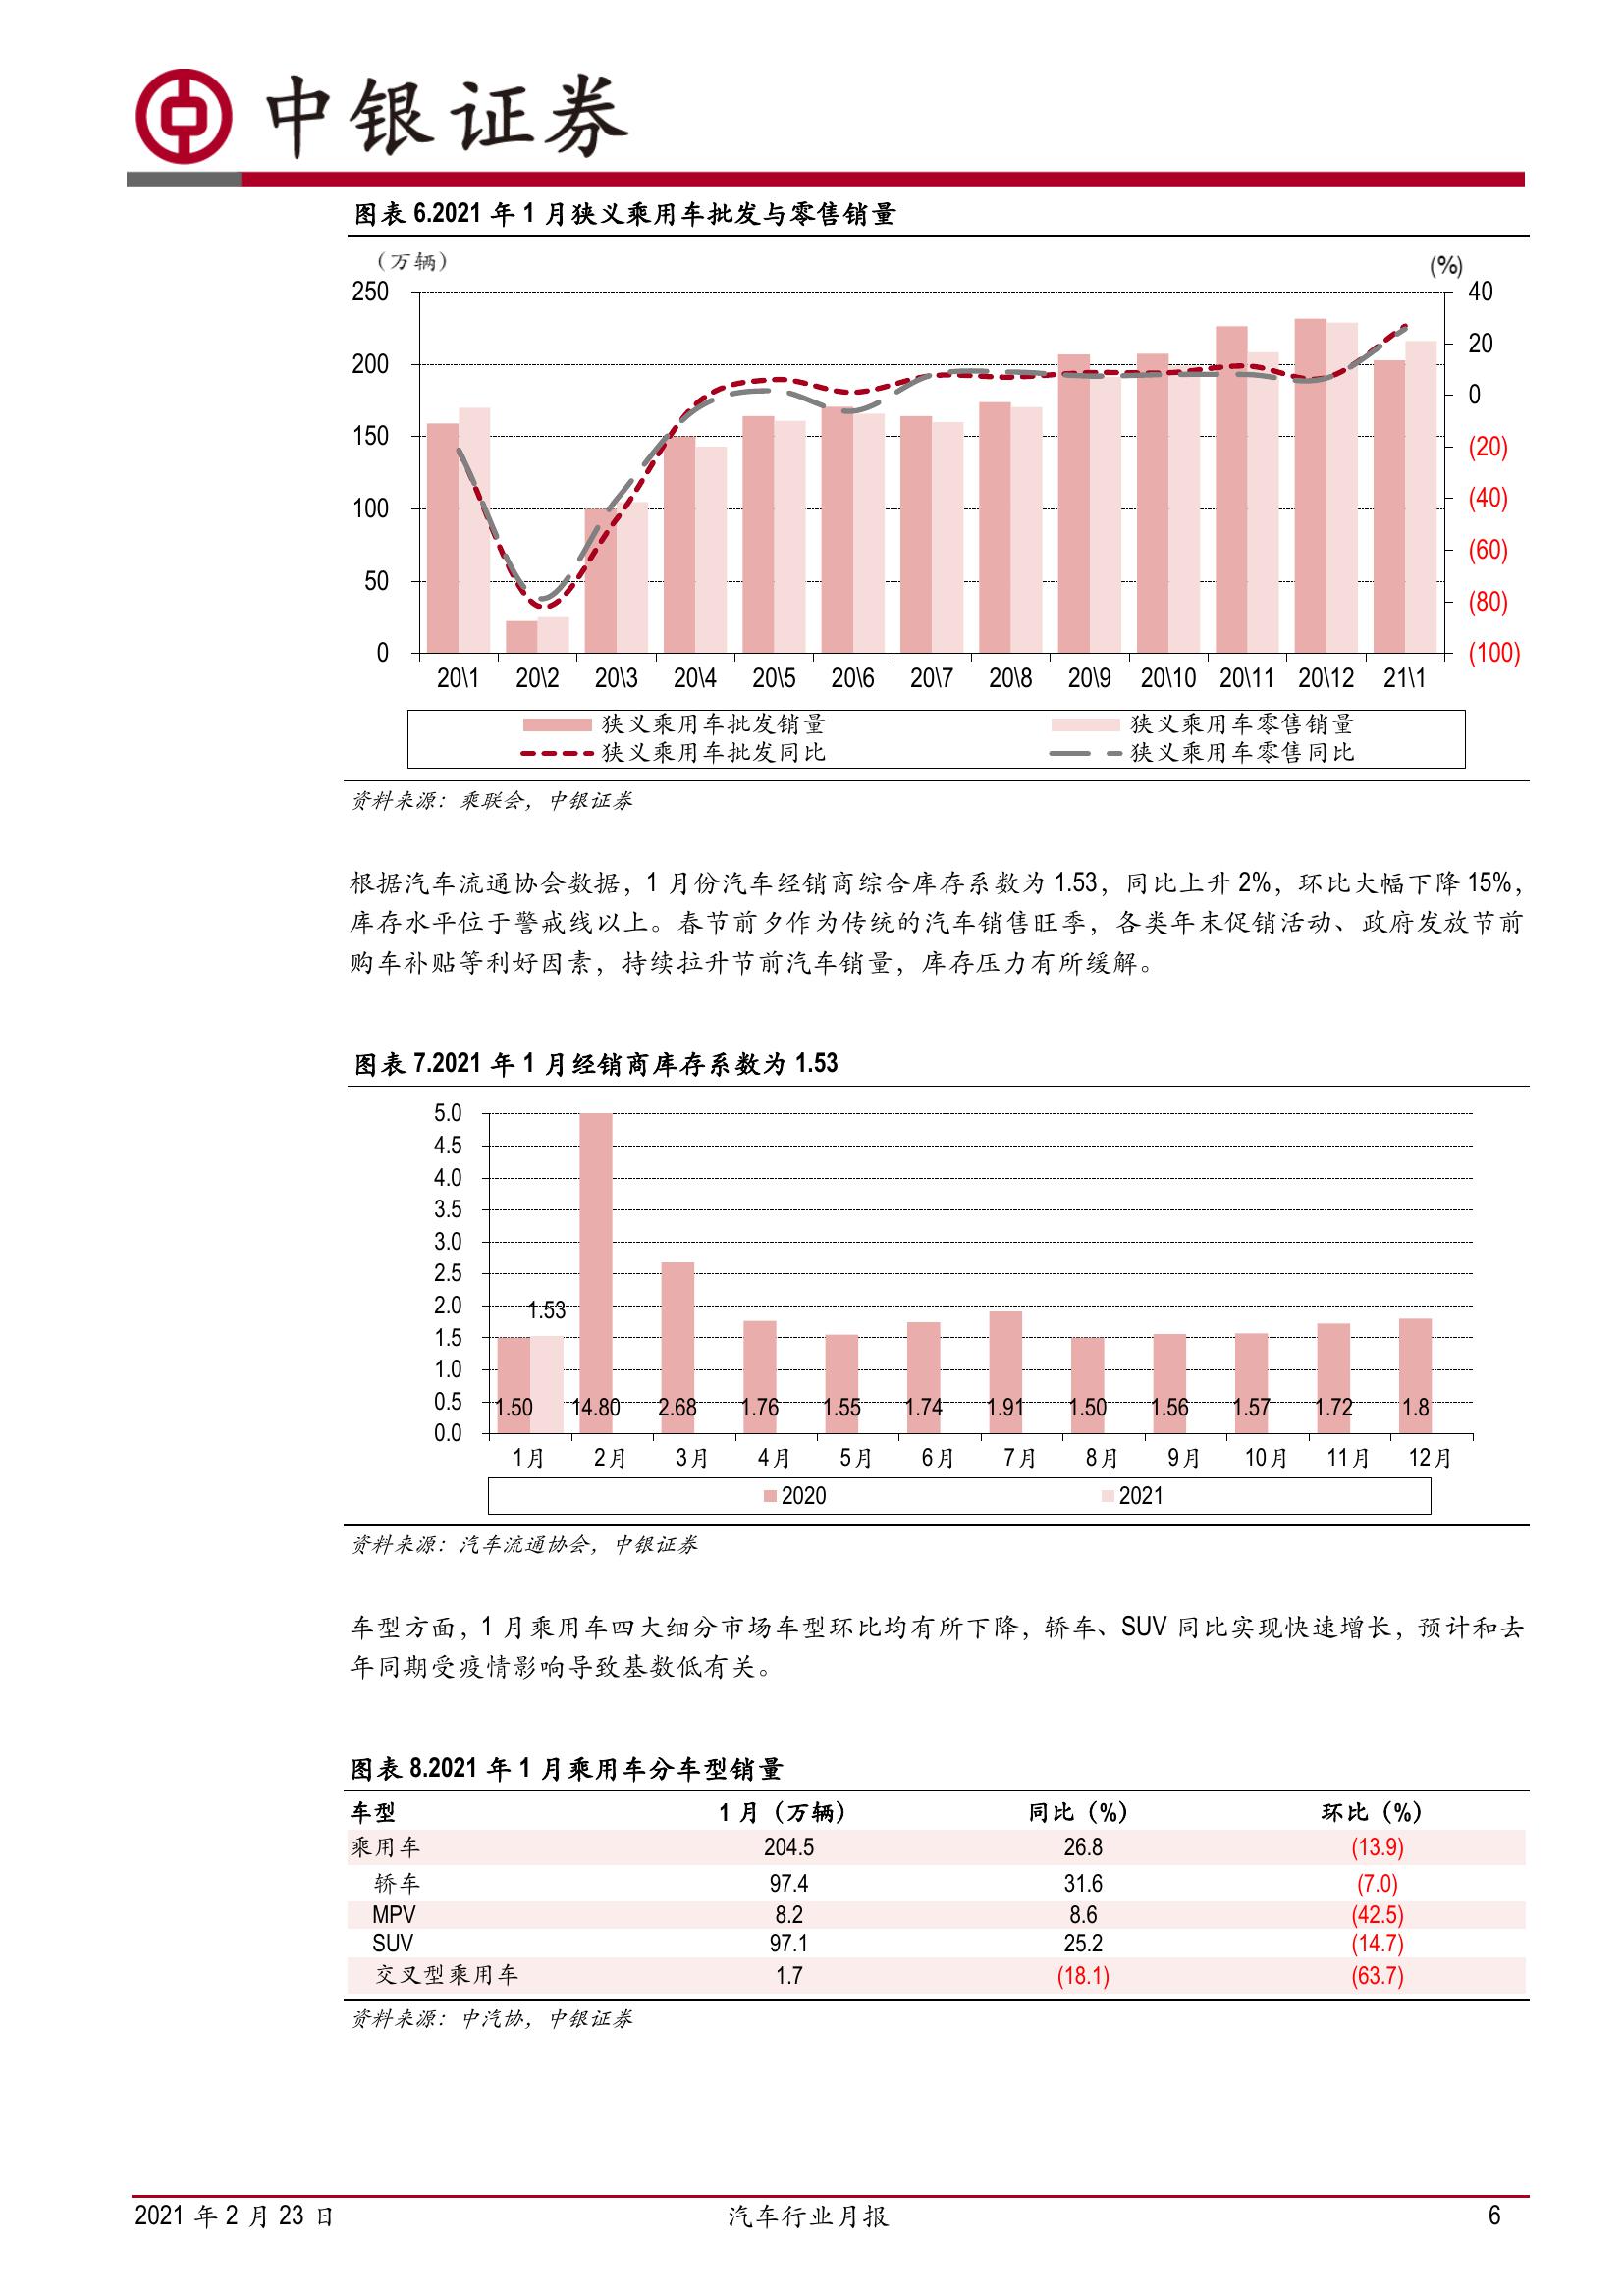 中银证券
图表 6.2021 年 1 月狭义乘用车批发与零售销量
（万辆）
(%)
250
200
150
100
50
0
40
20
0
(20)
(40)
(60)
(80)
(100)
20\1 20\2 20\3 20\4 20\5 20\6 20\7 20\8 20\9 20\10 20\11 20\12 21\1
狭义乘用车批发销量 狭义乘用车零售销量
狭义乘用车批发同比 狭义乘用车零售同比
资料来源：乘联会，中银证券
根据汽车流通协会数据，1 月份汽车经销商综合库存系数为 1.53，同比上升 2%，环比大幅下降 15%，
库存水平位于警戒线以上。春节前夕作为传统的汽车销售旺季，各类年末促销活动、政府发放节前
购车补贴等利好因素，持续拉升节前汽车销量，库存压力有所缓解。
图表 7.2021 年 1 月经销商库存系数为 1.53
5.0
4.5
4.0
3.5
3.0
2.5
2.0
1.5
1.0
0.5
0.0
1.53
1.50 14.80 2.68 1.76 1.55 1.74 1.91 1.50 1.56 1.57 1.72 1.8
1月 2月 3月 4月 5月 6月 7月 8月 9月 10月 11月 12月
2020 2021
资料来源：汽车流通协会，中银证券
车型方面，1 月乘用车四大细分市场车型环比均有所下降，轿车、SUV 同比实现快速增长，预计和去
年同期受疫情影响导致基数低有关。
图表 8.2021 年 1 月乘用车分车型销量
车型 1 月（万辆） 同比（%） 环比（%）
乘用车 204.5 26.8 (13.9)
轿车 97.4 31.6 (7.0)
MPV 8.2 8.6 (42.5)
SUV 97.1 25.2 (14.7)
交叉型乘用车 1.7 (18.1) (63.7)
资料来源：中汽协，中银证券
2021 年 2 月 23 日 汽车行业月报 6